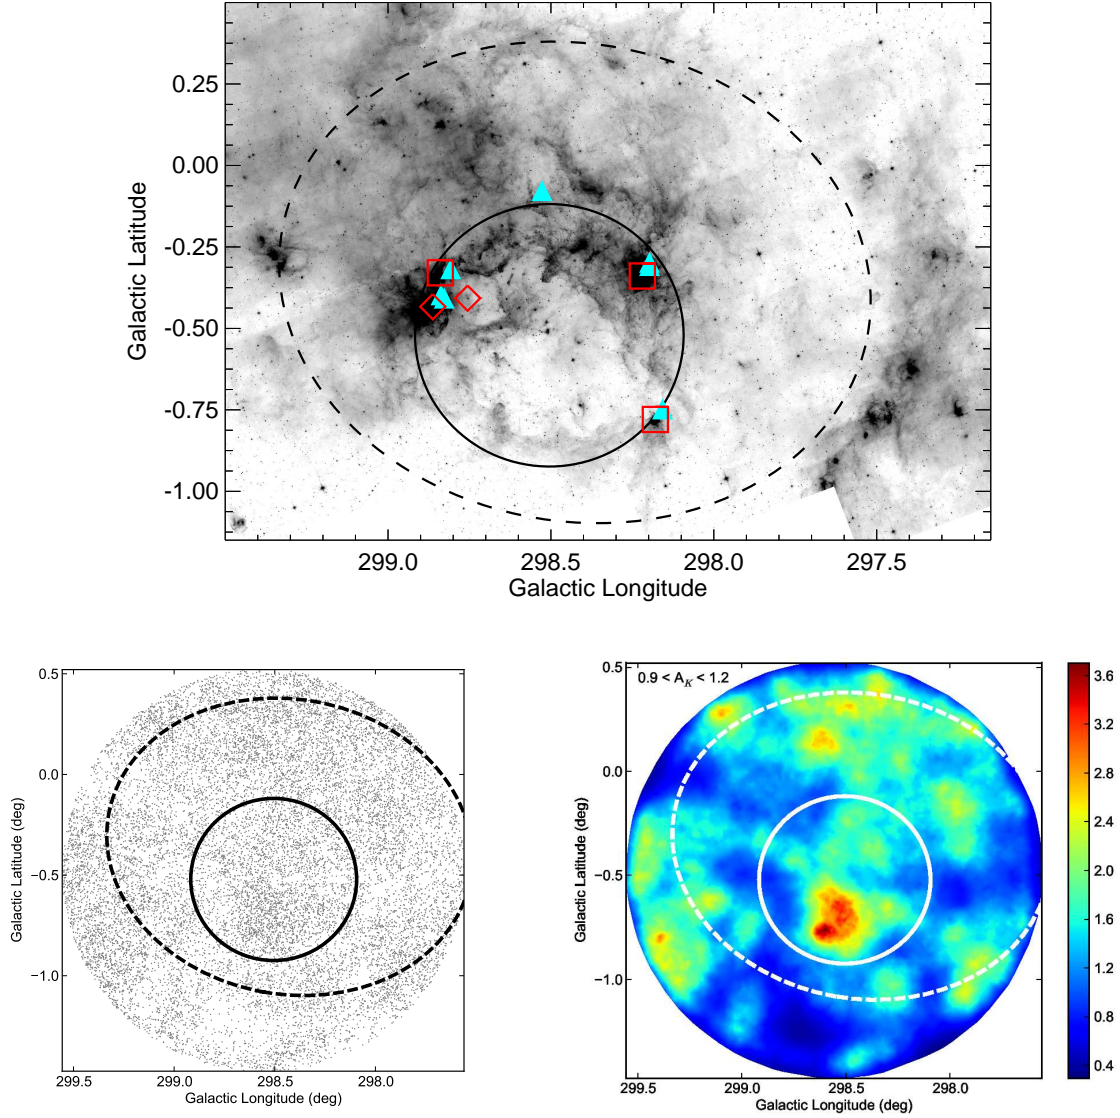 0.25
0.00
-0.25
-0.50
-0.75
-1.00
Galactic Latitude
299.0 298.5 298.0 297.5
Galactic Longitude
0.5
0.0
−0.5
−1.0
Galactic Latitude (deg)
299.5 299.0 298.5 298.0
Galactic Longitude (deg)
0.9 < A_K < 1.2
0.5
0.0
−0.5
−1.0
Galactic Latitude (deg)
299.5 299.0 298.5 298.0
Galactic Longitude (deg)
3.6
3.2
2.8
2.4
2.0
1.6
1.2
0.8
0.4